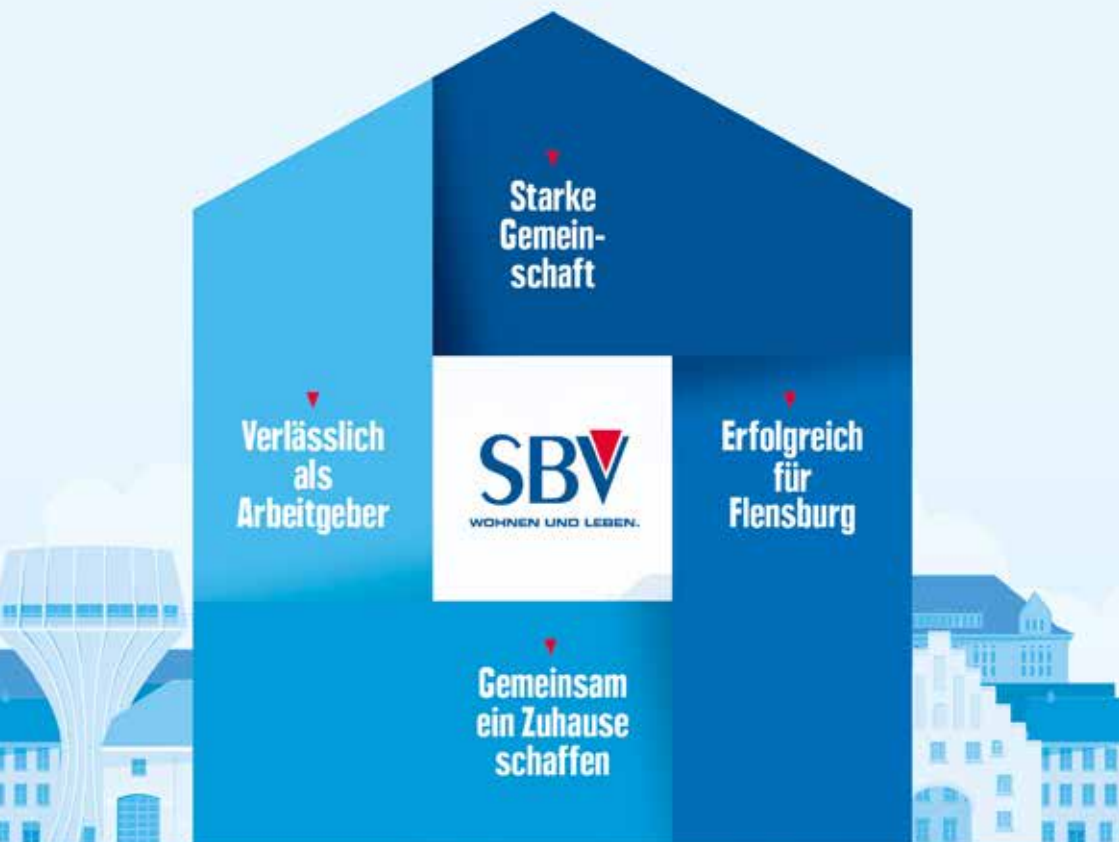 Starke
Gemein-
schaft
Verlässlich
als
Arbeitgeber
SBV
WOHNEN UND LEBEN.
Erfolgreich
für
Flensburg
Gemeinsam
ein Zuhause
schaffen